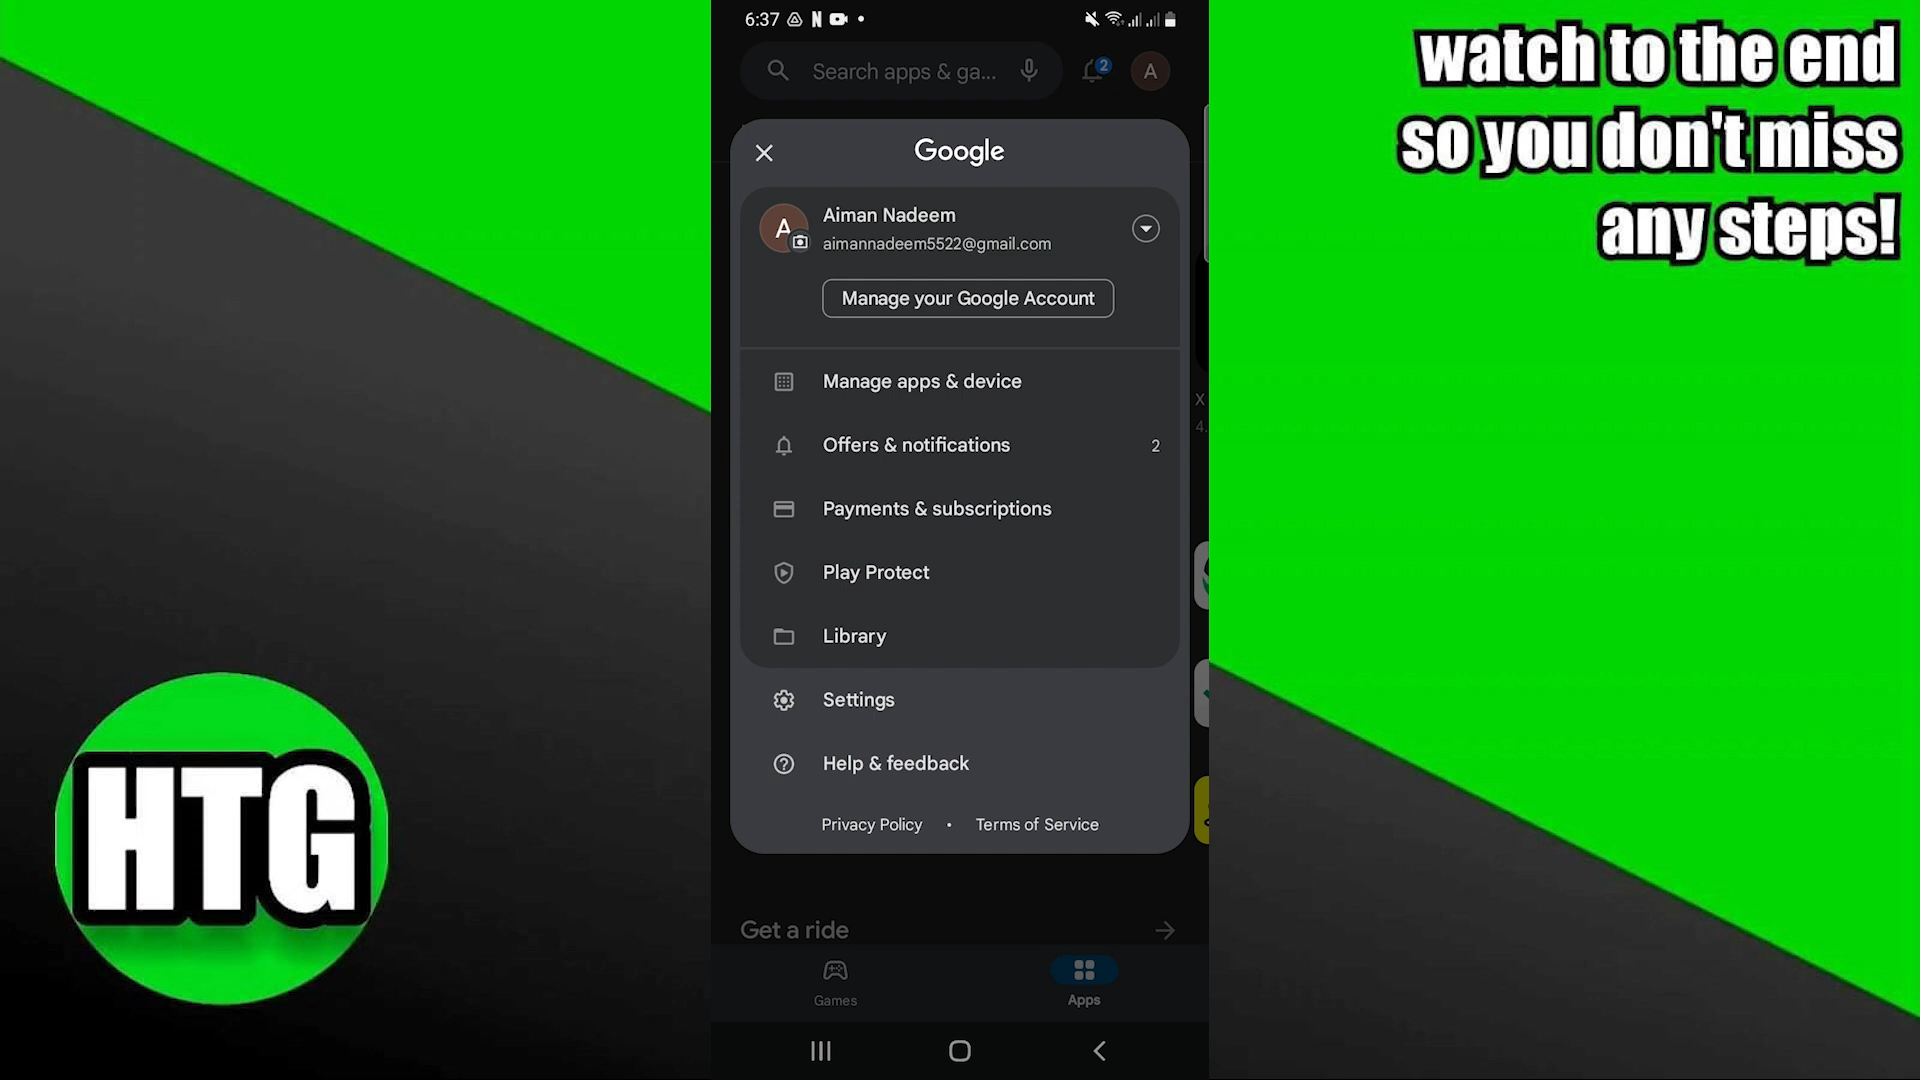 watch to the end
so you don't miss
any steps!
6:37
Search apps & ga...
2
A
Google
A
Aiman Nadeem
aimannadeem5522@gmail.com
Manage your Google Account
Manage apps & device
Offers & notifications 2
Payments & subscriptions
Play Protect
Library
Settings
Help & feedback
Privacy Policy • Terms of Service
X
4.
Get a ride
Games
Apps
HTG